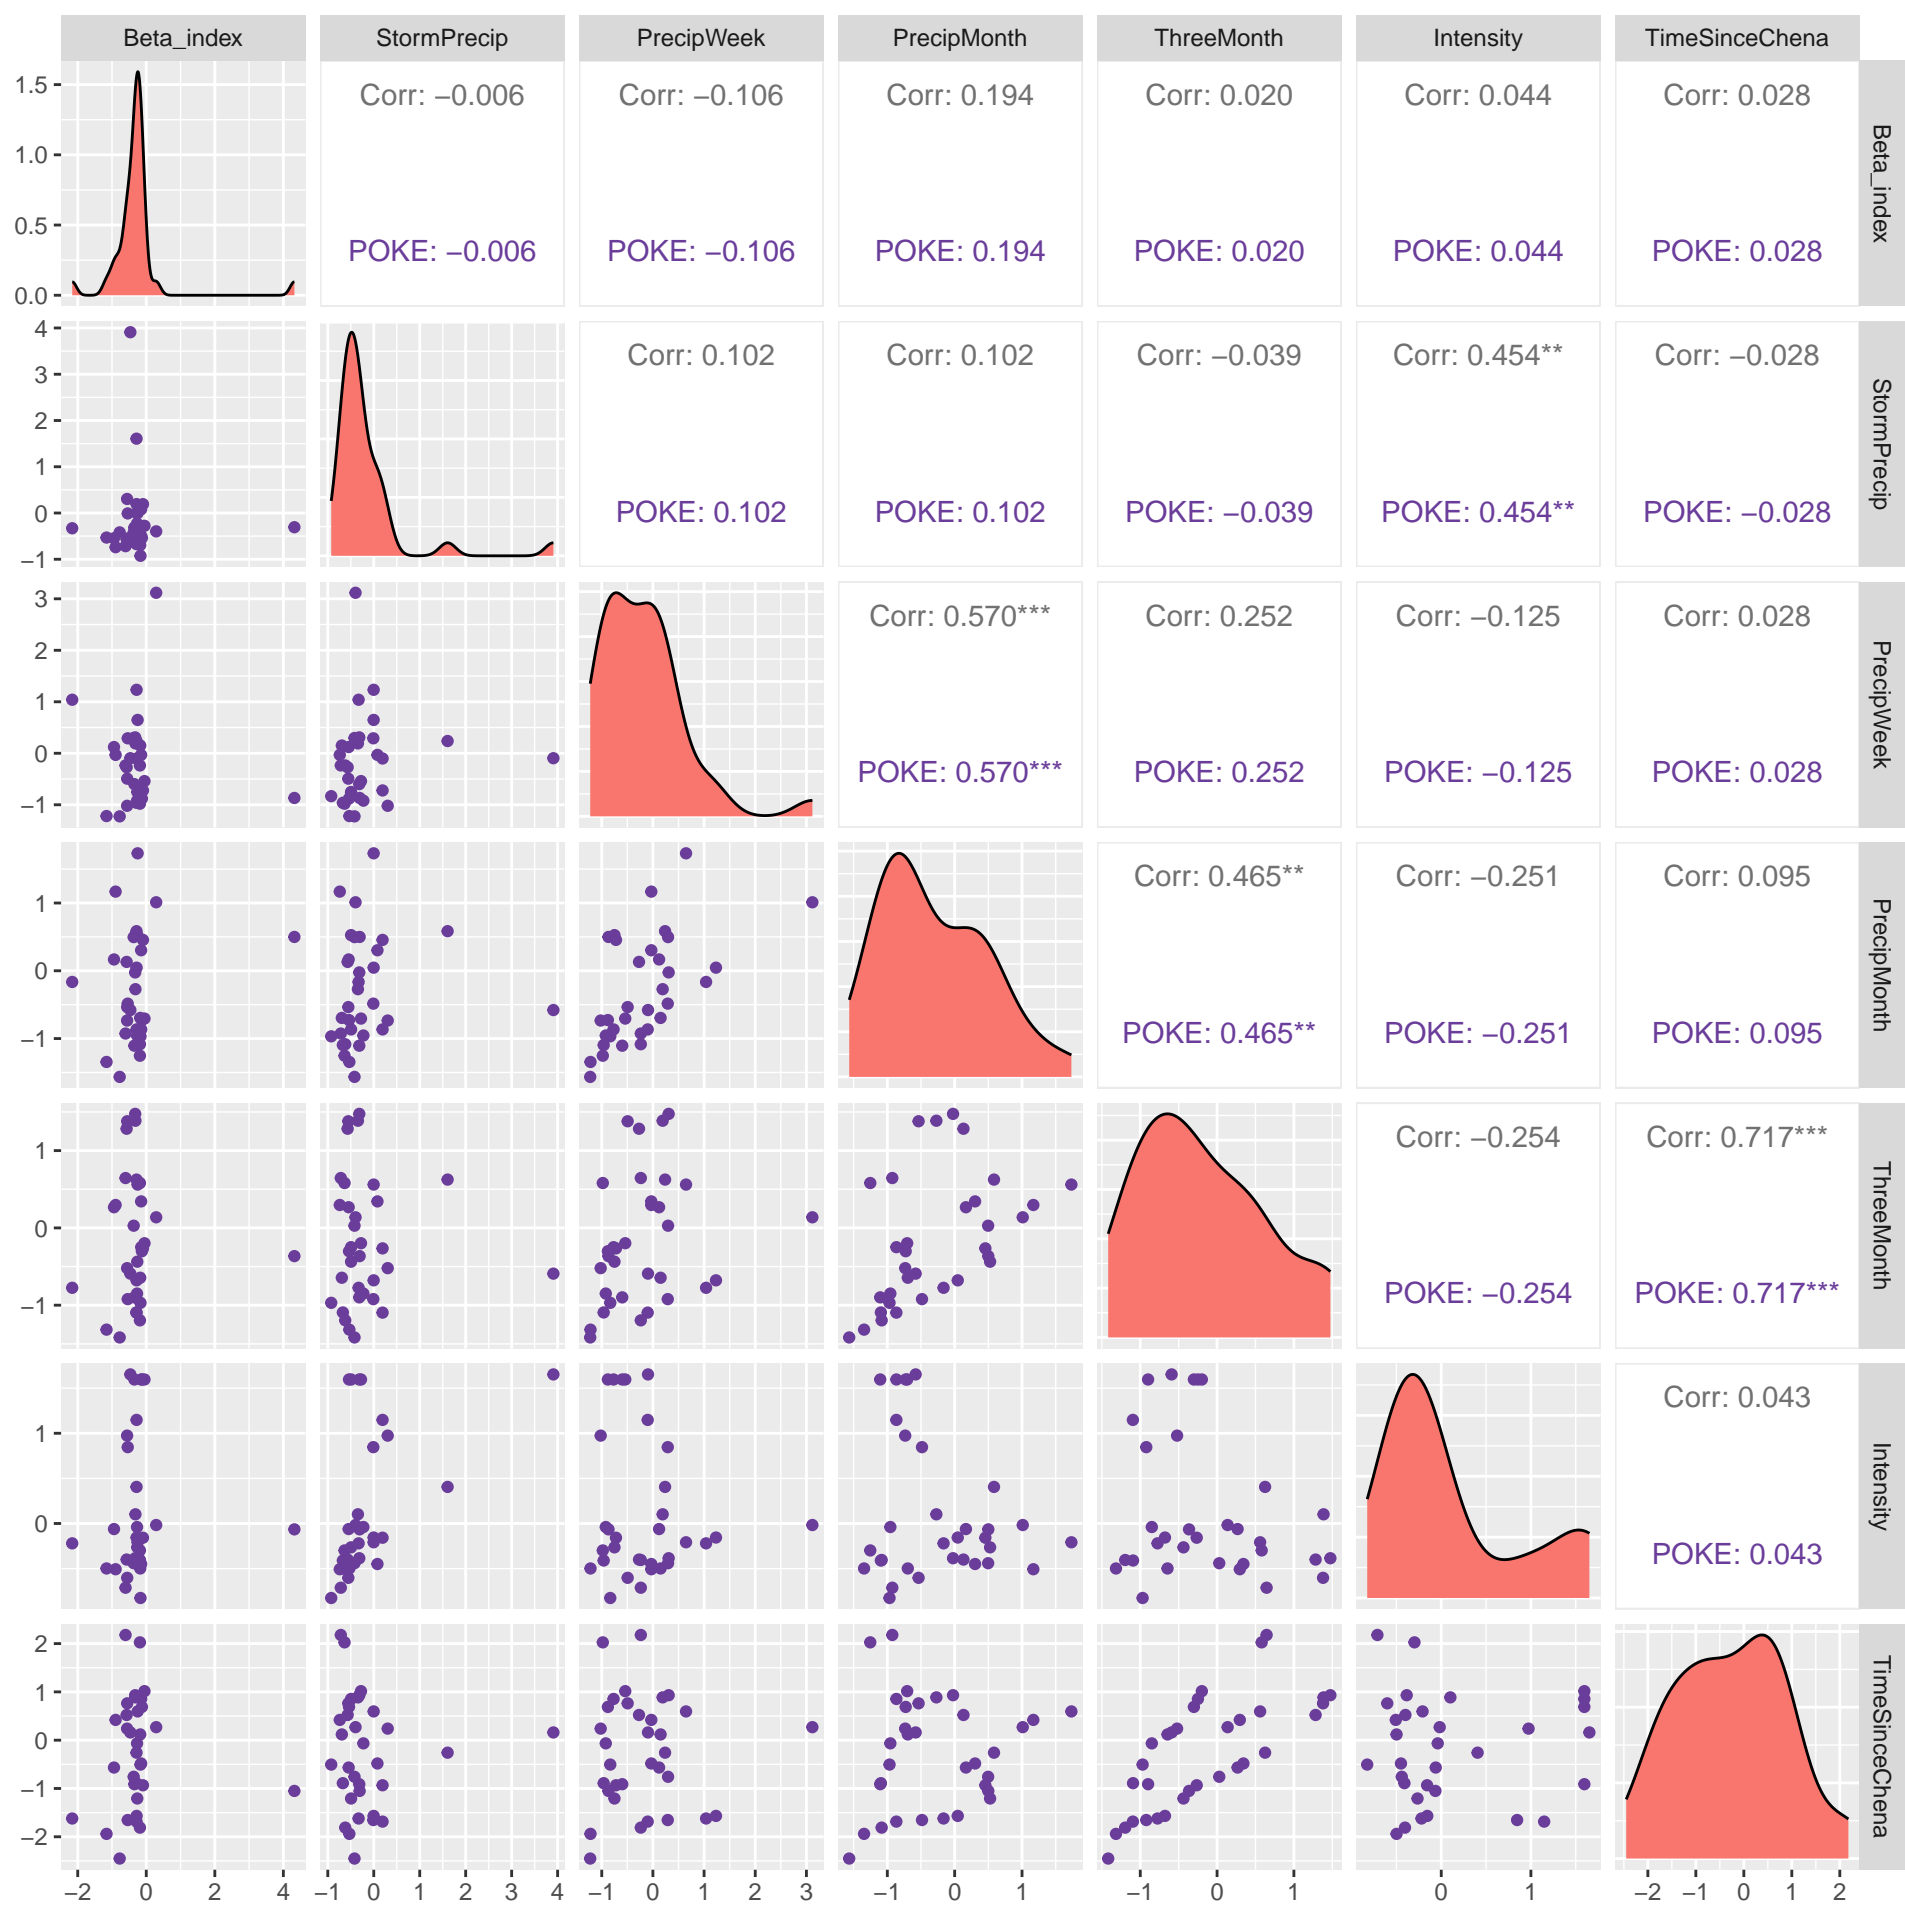 Beta_index StormPrecip PrecipWeek PrecipMonth ThreeMonth Intensity TimeSinceChena
1.5 Corr: −0.006 Corr: −0.106 Corr: 0.194 Corr: 0.020 Corr: 0.044 Corr: 0.028
1.0
0.5
POKE: −0.006 POKE: −0.106 POKE: 0.194 POKE: 0.020 POKE: 0.044 POKE: 0.028
0.0
Beta_index
4
Corr: 0.102 Corr: 0.102 Corr: −0.039 Corr: 0.454** Corr: −0.028
3
2
1
0 POKE: 0.102 POKE: 0.102 POKE: −0.039 POKE: 0.454** POKE: −0.028
−1
StormPrecip
3 Corr: 0.570*** Corr: 0.252 Corr: −0.125 Corr: 0.028
2
1
0 POKE: 0.570*** POKE: 0.252 POKE: −0.125 POKE: 0.028
−1
PrecipWeek
Corr: 0.465** Corr: −0.251 Corr: 0.095
1
0
−1 POKE: 0.465** POKE: −0.251 POKE: 0.095
PrecipMonth
Corr: −0.254 Corr: 0.717***
1
0
−1 POKE: −0.254 POKE: 0.717***
ThreeMonth
Corr: 0.043
1
0
POKE: 0.043
Intensity
2
1
0
−1
−2
TimeSinceChena
−2 0 2 4 −1 0 1 2 3 4 −1 0 1 2 3 −1 0 1 −1 0 1 0 1 −2 −1 0 1 2